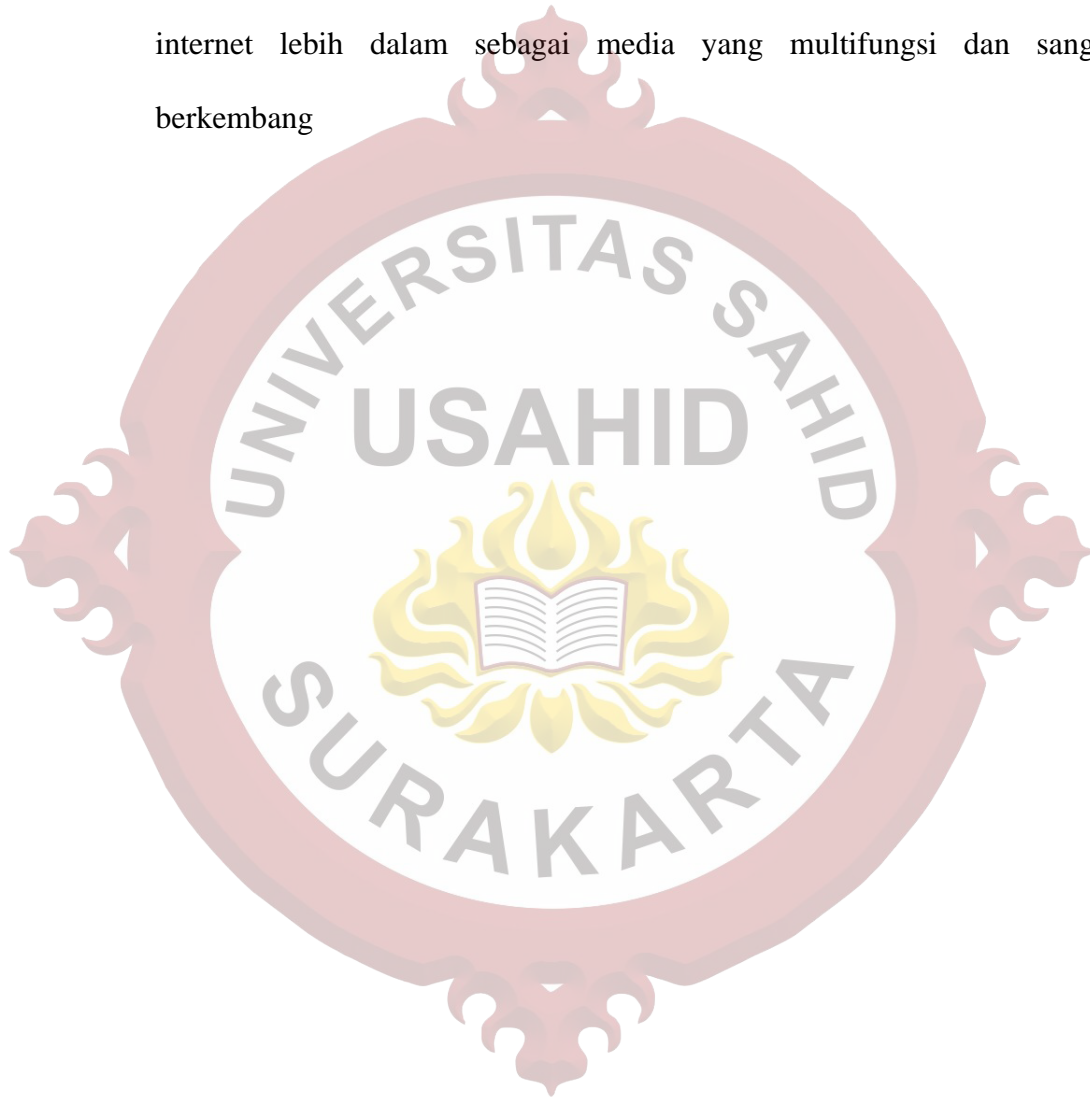 internet lebih dalam sebagai media yang multifungsi dan sang
berkembang
UNIVERSITAS SAHID
USAHID
SURAKARTA